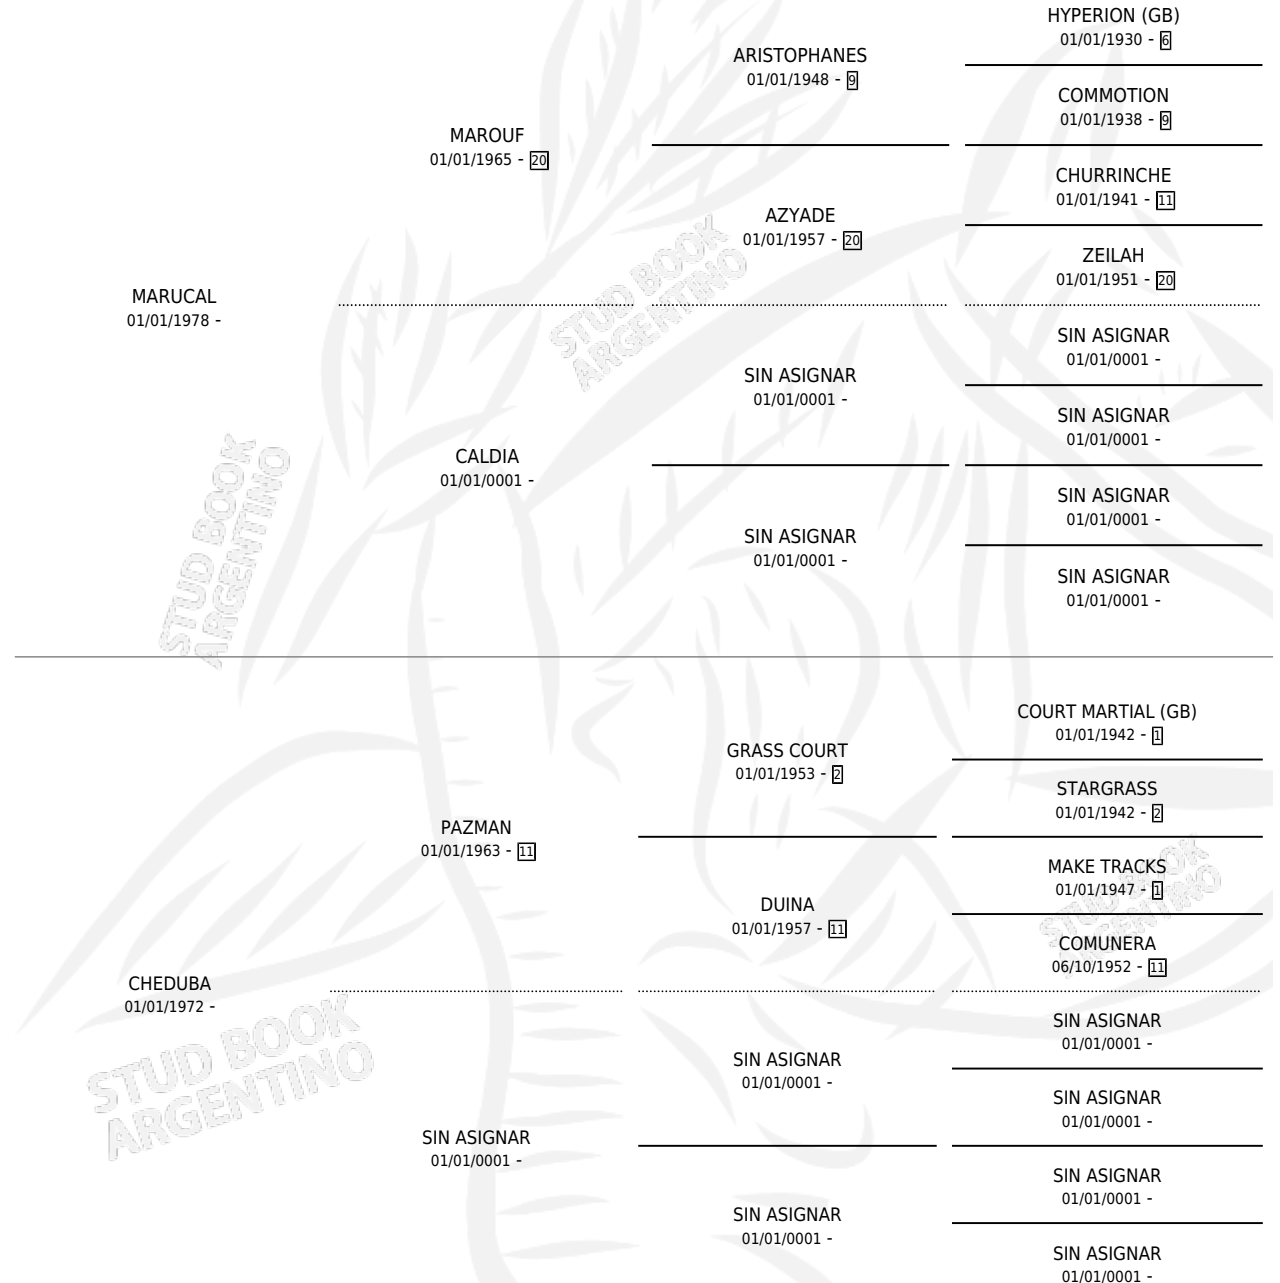 HYPERION (GB)
01/01/1930 - 6
ARISTOPHANES
01/01/1948 - 9
COMMOTION
01/01/1938 - 9
MAROUF
01/01/1965 - 20
CHURRINCHE
01/01/1941 - 11
AZYADE
01/01/1957 - 20
ZEILAH
01/01/1951 - 20
MARUCAL
01/01/1978 -
SIN ASIGNAR
01/01/0001 -
SIN ASIGNAR
01/01/0001 -
SIN ASIGNAR
01/01/0001 -
CALDIA
01/01/0001 -
SIN ASIGNAR
01/01/0001 -
SIN ASIGNAR
01/01/0001 -
SIN ASIGNAR
01/01/0001 -
STUD BOOK
ARGENTINO
STUD BOOK
ARGENTINO
COURT MARTIAL (GB)
01/01/1942 - 1
GRASS COURT
01/01/1953 - 2
STARGRASS
01/01/1942 - 2
PAZMAN
01/01/1963 - 11
MAKE TRACKS
01/01/1947 - 1
DUINA
01/01/1957 - 11
COMUNERA
06/10/1952 - 11
CHEDUBA
01/01/1972 -
SIN ASIGNAR
01/01/0001 -
SIN ASIGNAR
01/01/0001 -
SIN ASIGNAR
01/01/0001 -
SIN ASIGNAR
01/01/0001 -
SIN ASIGNAR
01/01/0001 -
SIN ASIGNAR
01/01/0001 -
SIN ASIGNAR
01/01/0001 -
STUD BOOK
ARGENTINO
STUD BOOK
ARGENTINO